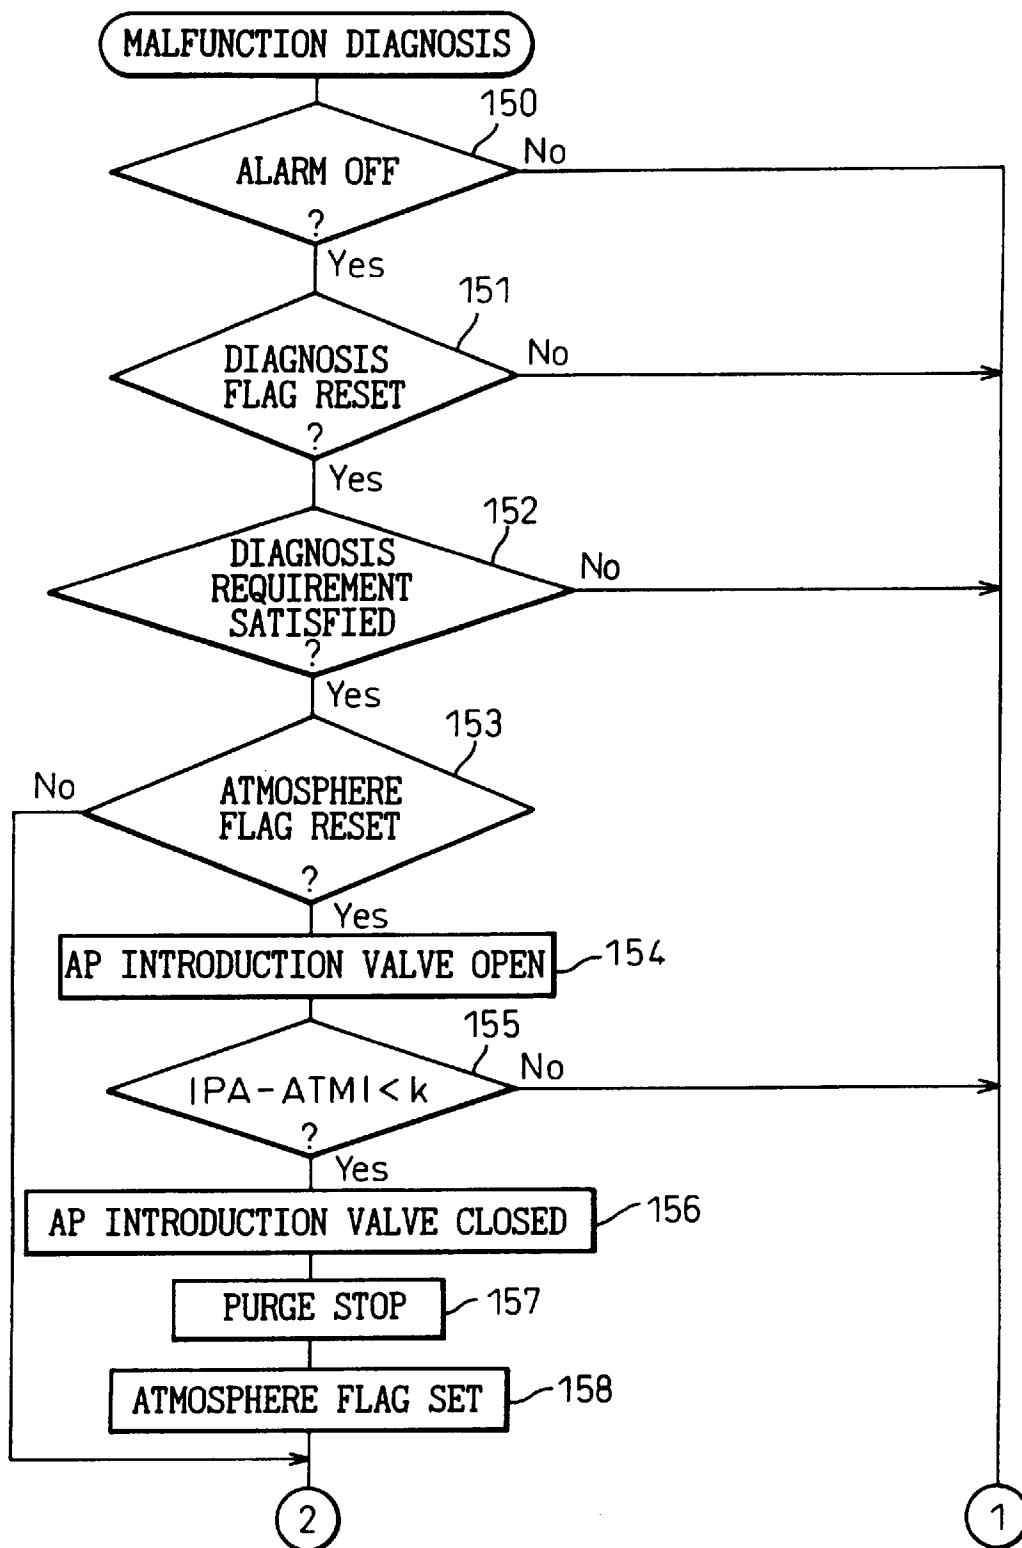 MALFUNCTION DIAGNOSIS
150
No
ALARM OFF
?
Yes
151
No
DIAGNOSIS
FLAG RESET
?
Yes
152
No
DIAGNOSIS
REQUIREMENT
SATISFIED
?
Yes
153
No
ATMOSPHERE
FLAG RESET
?
Yes
AP INTRODUCTION VALVE OPEN
154
155
No
|PA-ATM|<k
?
Yes
AP INTRODUCTION VALVE CLOSED
156
PURGE STOP
157
ATMOSPHERE FLAG SET
158
2
1